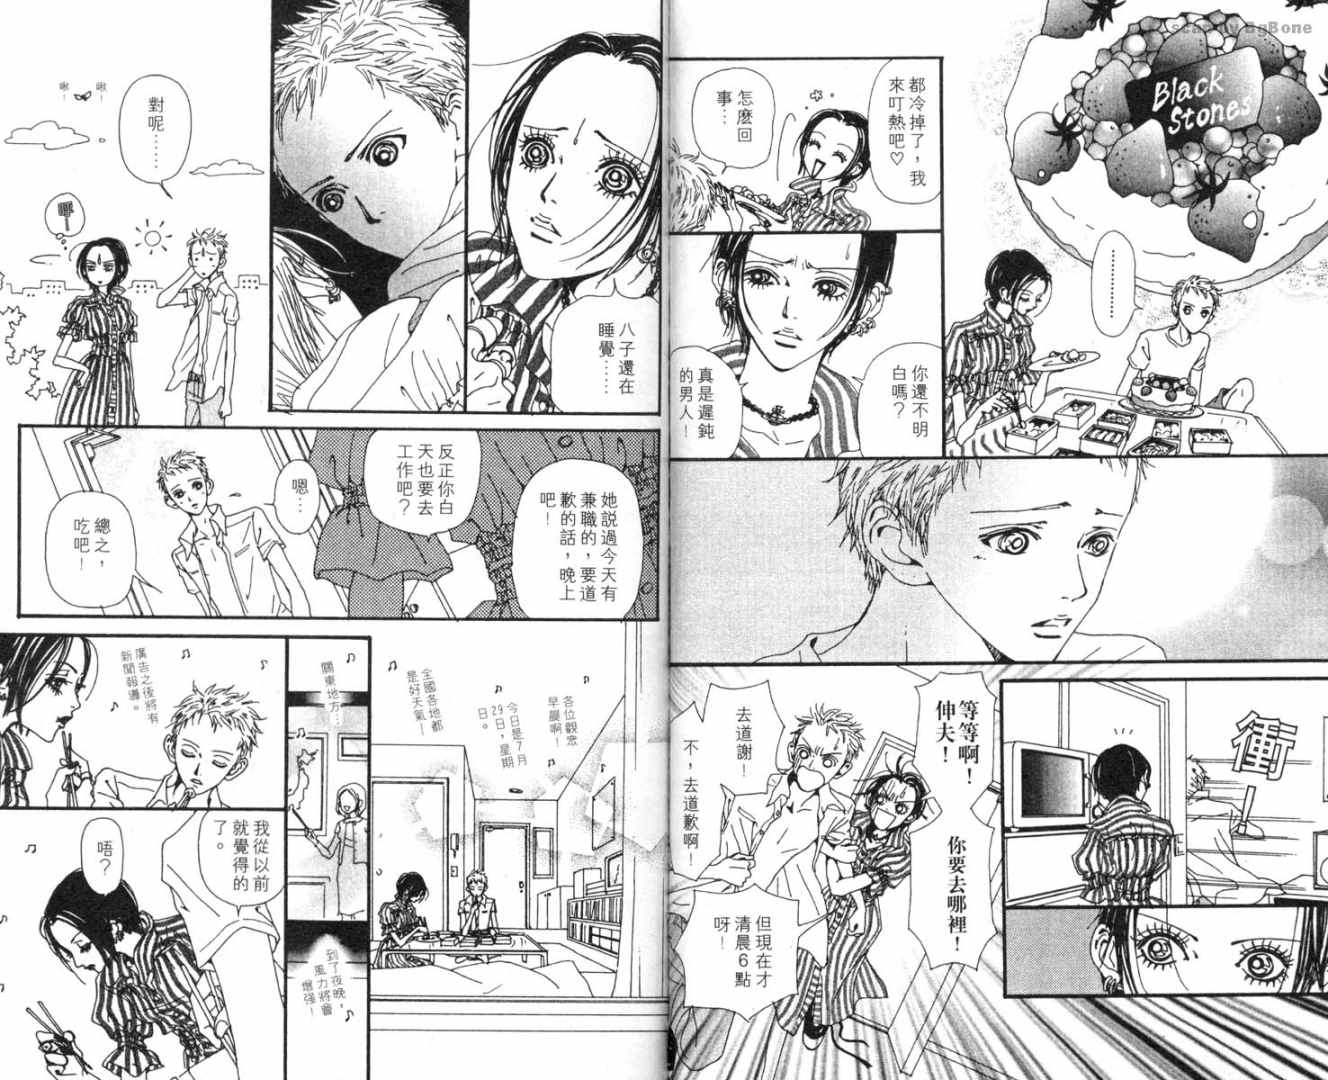 Black
Stones
………
都冷掉了，我
來叮熱吧♡
怎麼回
事…
你還不明
白嗎？
真是遲鈍
的男人！
衝！
等等啊！
伸夫！
你要去哪裡！
去道謝！
不，去道歉啊！
但現在才
清晨6點
呀！
八子還在
睡覺……
對呢……
啾！
啾！
她説過今天有
兼職的，要道
歉的話，晚上
吧！
反正你白
天也要去
工作吧？
嗯…
總之，
吃吧！
各位觀眾
早晨啊！
今日是7月
29日，星期
日。
全國各地都
是好天氣！
關東地方…
到了夜晚，
風力將會
增强！
廣告之後將有
新聞報導。
我從以前
就覺得的
了。
唔？